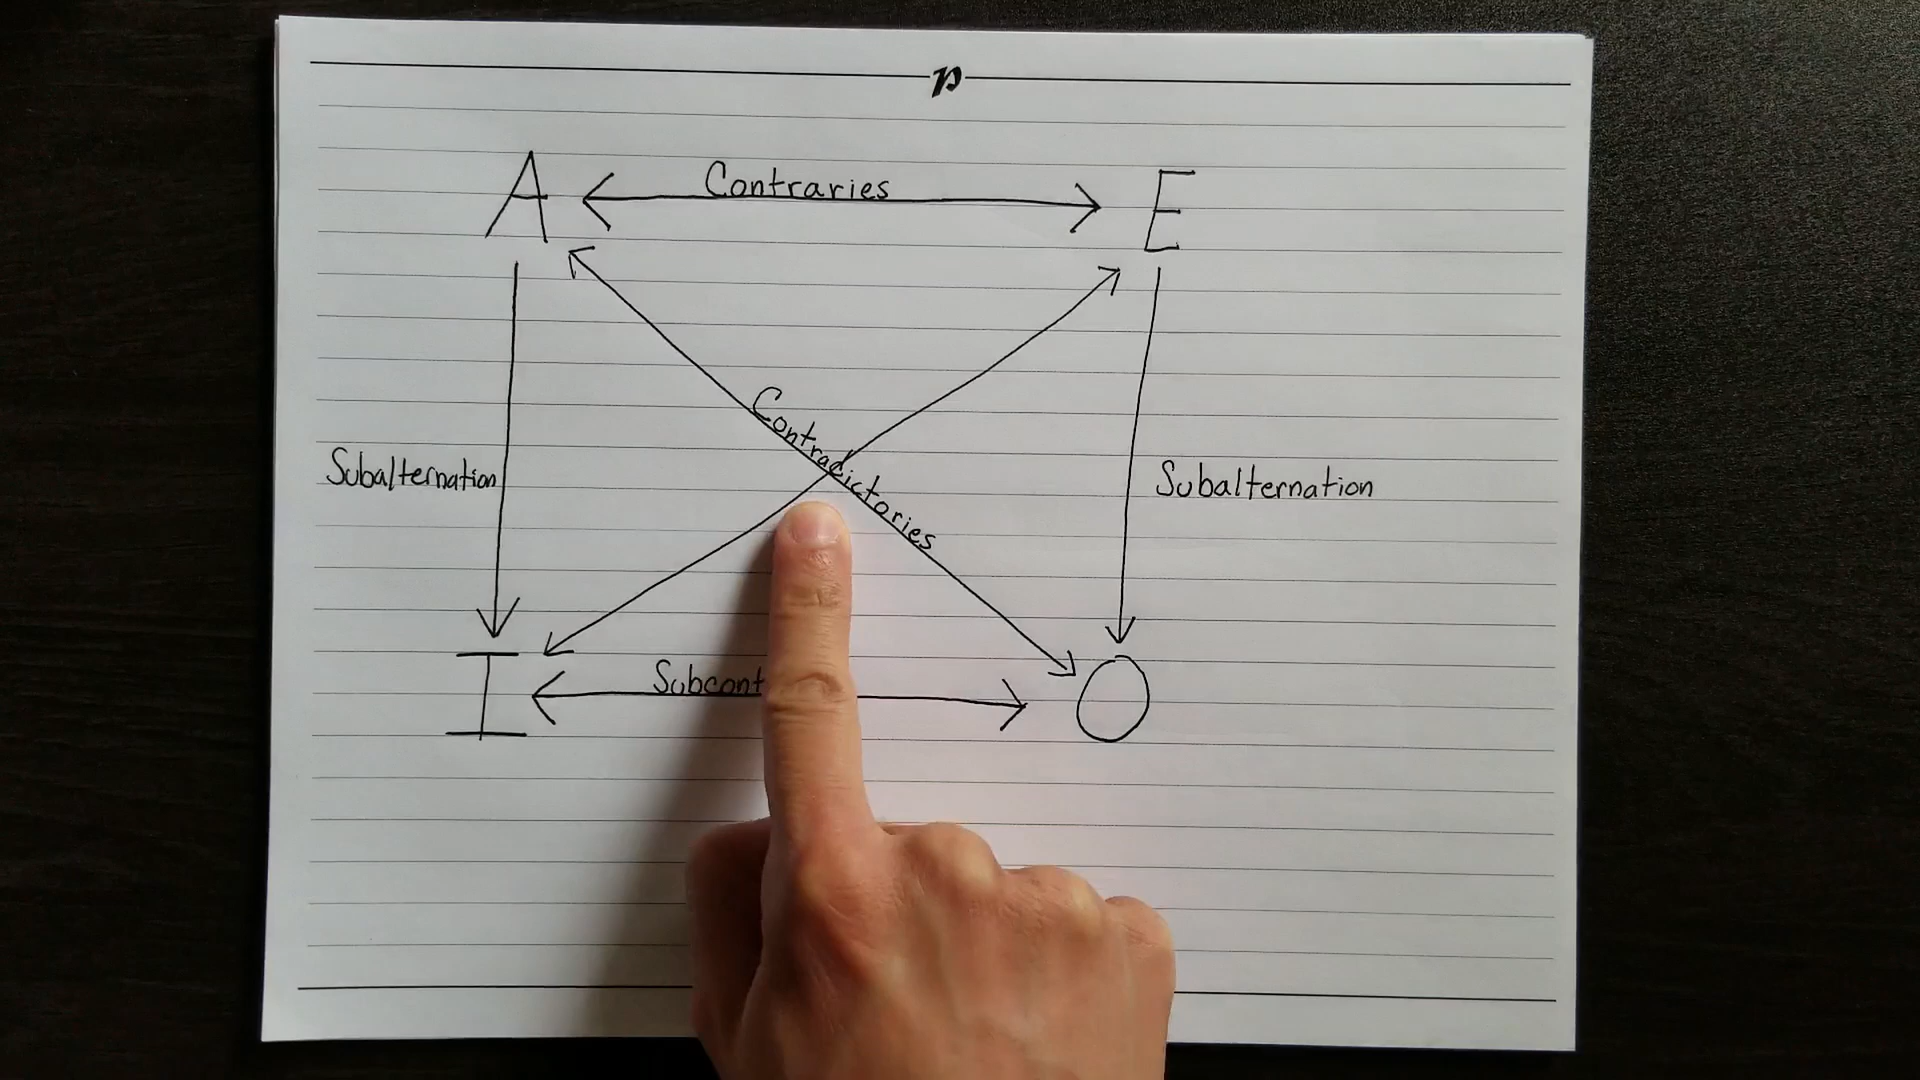 p
A Contraries E
Contradictories
Subalternation Subalternation
I Subcont O